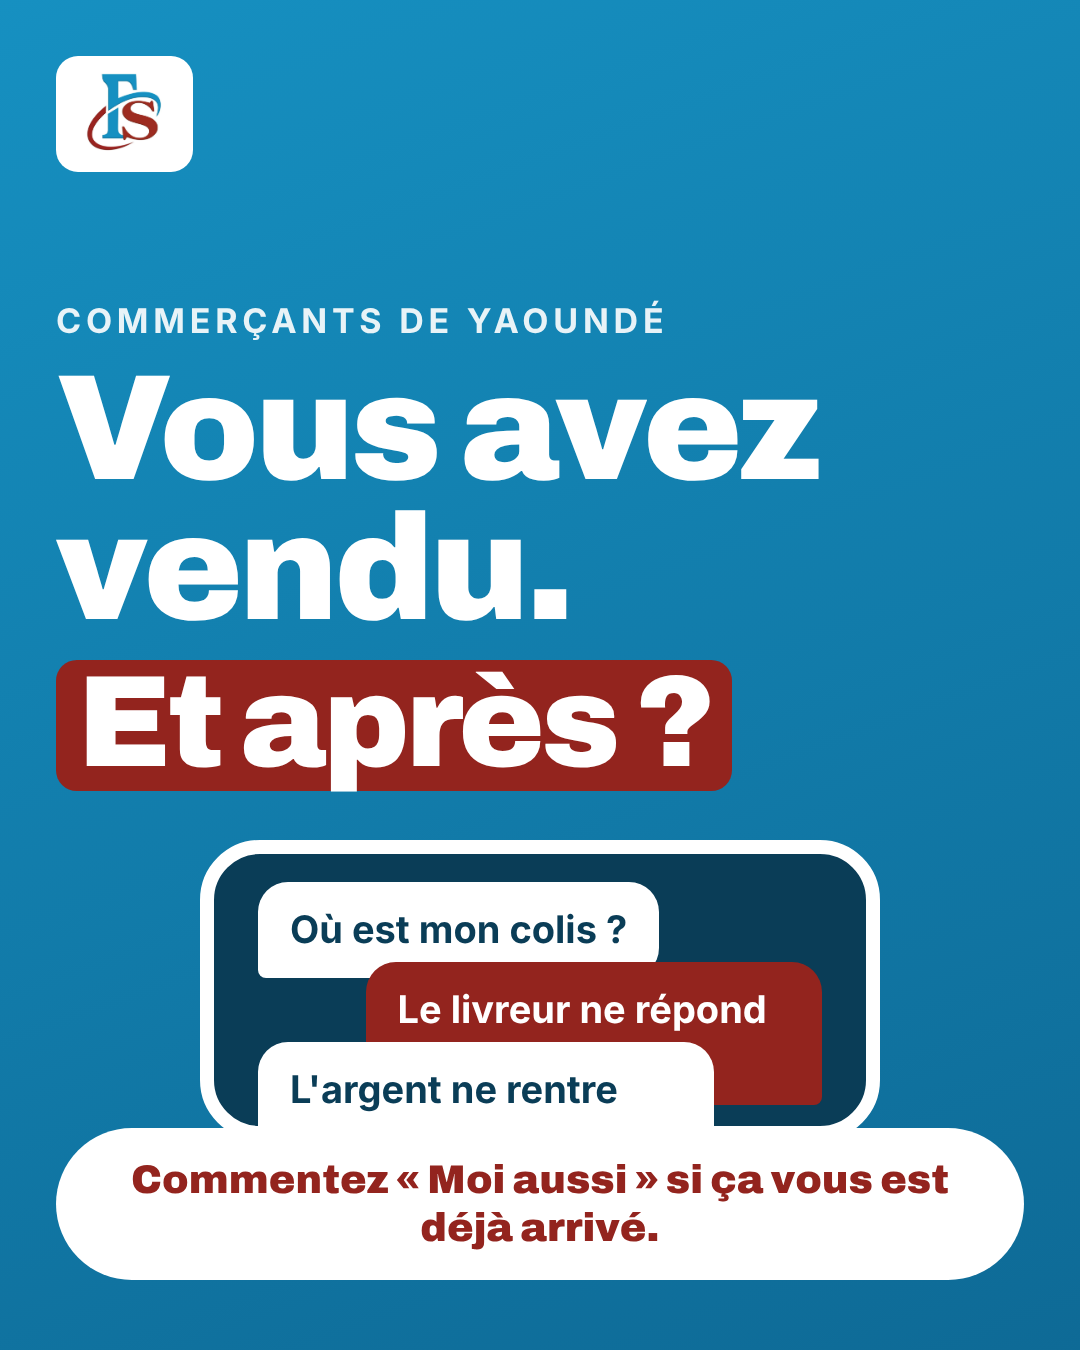 FS
COMMERÇANTS DE YAOUNDÉ
Vous avez
vendu.
Et après ?
Où est mon colis ?
Le livreur ne répond
L'argent ne rentre
Commentez « Moi aussi » si ça vous est
déjà arrivé.